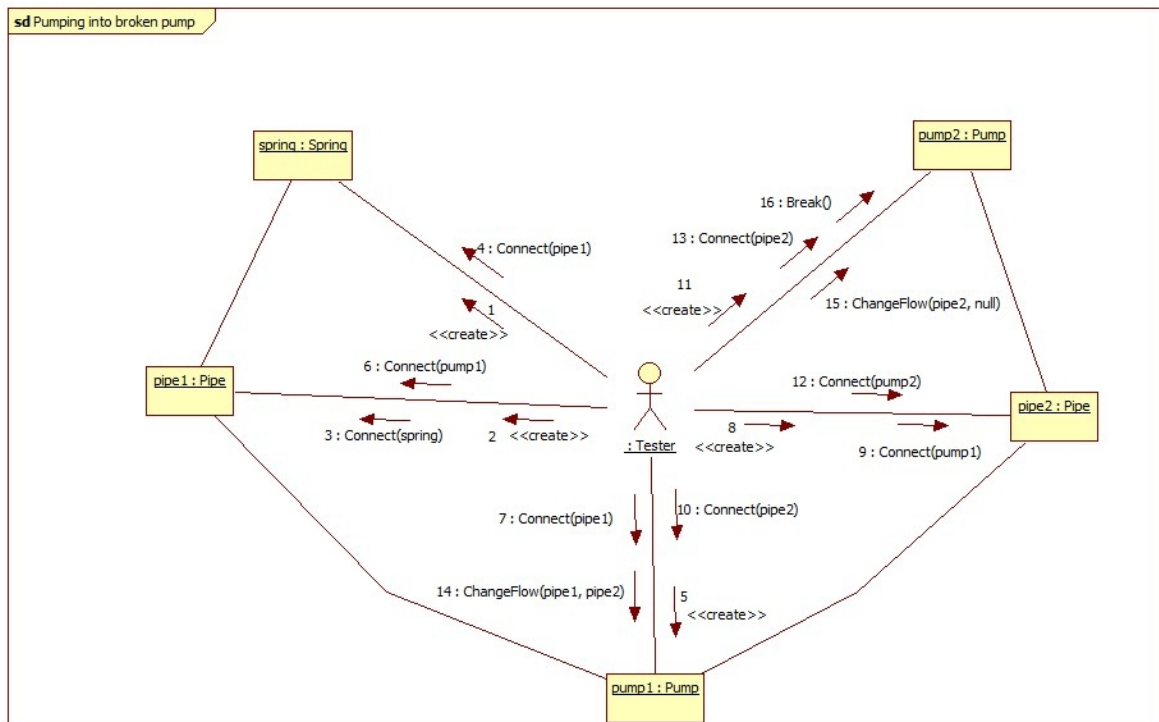 sd Pumping into broken pump
spring : Spring
pump2 : Pump
16 : Break()
13 : Connect(pipe2)
4 : Connect(pipe1)
11
<<create>>
15 : ChangeFlow(pipe2, null)
1
<<create>>
6 : Connect(pump1)
pipe1 : Pipe
12 : Connect(pump2)
pipe2 : Pipe
3 : Connect(spring)
2
<<create>>
: Tester
8
<<create>>
9 : Connect(pump1)
7 : Connect(pipe1)
10 : Connect(pipe2)
14 : ChangeFlow(pipe1, pipe2)
5
<<create>>
pump1 : Pump